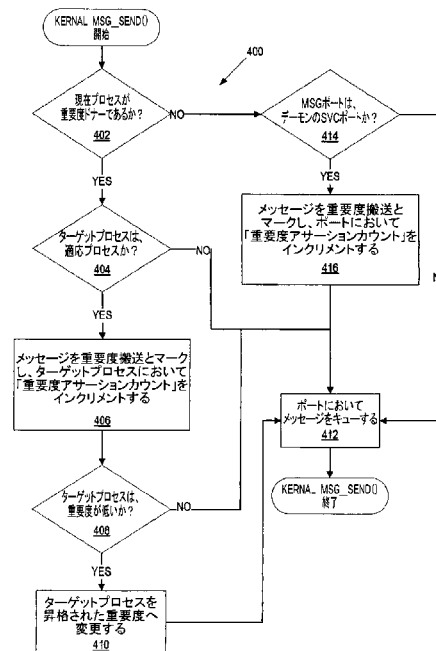 KERNAL MSG_SEND()
開始
400
現在プロセスが
重要度ドナーであるか?
402
NO
MSGポートは、
デーモンのSVCポートか?
414
YES
YES
ターゲットプロセスは、
適応プロセスか?
404
NO
メッセージを重要度搬送と
マークし、ポートにおいて
「重要度アサーションカウント」を
インクリメントする
416
YES
メッセージを重要度搬送とマーク
し、ターゲットプロセスにおいて
「重要度アサーションカウント」を
インクリメントする
406
ポートにおいて
メッセージをキューする
412
ターゲットプロセスは、
重要度が低いか?
408
NO
KERNAL MSG_SEND()
終了
YES
ターゲットプロセスを
昇格された重要度へ
変更する
410